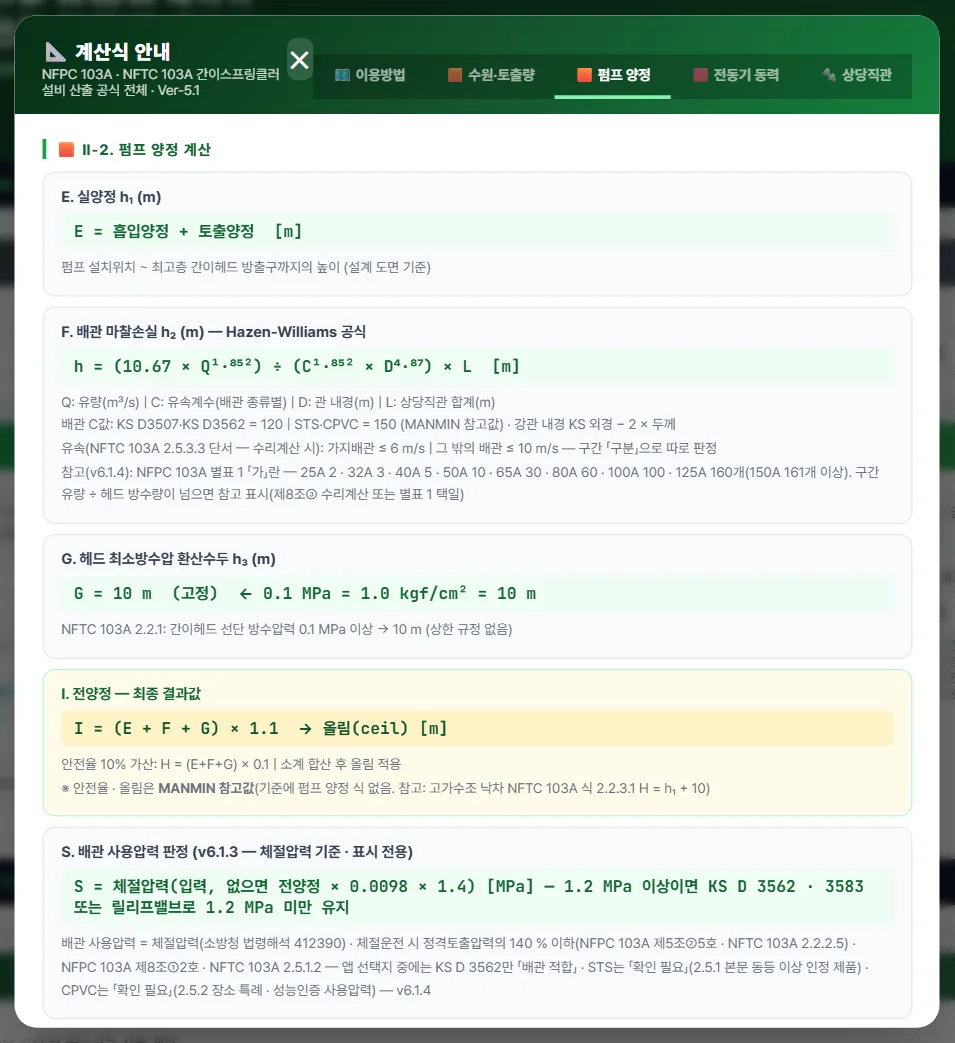 계산식 안내
NFPC 103A · NFTC 103A 간이스프링클러
설비 산출 공식 전체 · Ver-5.1
이용방법
수원·토출량
펌프 양정
전동기 동력
상당직관
II-2. 펌프 양정 계산
E. 실양정 h₁ (m)
E = 흡입양정 + 토출양정 [m]
펌프 설치위치 ~ 최고층 간이헤드 방출구까지의 높이 (설계 도면 기준)
F. 배관 마찰손실 h₂ (m) — Hazen-Williams 공식
h = (10.67 × Q¹·⁸⁵²) ÷ (C¹·⁸⁵² × D⁴·⁸⁷) × L [m]
Q: 유량(m³/s) | C: 유속계수(배관 종류별) | D: 관 내경(m) | L: 상당직관 합계(m)
배관 C값: KS D3507·KS D3562 = 120 | STS·CPVC = 150 (MANMIN 참고값) · 강관 내경 KS 외경 − 2 × 두께
유속(NFTC 103A 2.5.3.3 단서 — 수리계산 시): 가지배관 ≤ 6 m/s | 그 밖의 배관 ≤ 10 m/s — 구간 「구분」으로 따로 판정
참고(v6.1.4): NFPC 103A 별표 1 「가」란 — 25A 2 · 32A 3 · 40A 5 · 50A 10 · 65A 30 · 80A 60 · 100A 100 · 125A 160개(150A 161개 이상). 구간
유량 ÷ 헤드 방수량이 넘으면 참고 표시(제8조③ 수리계산 또는 별표 1 택일)
G. 헤드 최소방수압 환산수두 h₃ (m)
G = 10 m (고정) ← 0.1 MPa = 1.0 kgf/cm² = 10 m
NFTC 103A 2.2.1: 간이헤드 선단 방수압력 0.1 MPa 이상 → 10 m (상한 규정 없음)
I. 전양정 — 최종 결과값
I = (E + F + G) × 1.1 → 올림(ceil) [m]
안전율 10% 가산: H = (E+F+G) × 0.1 | 소계 합산 후 올림 적용
※ 안전율 · 올림은 MANMIN 참고값(기준에 펌프 양정 식 없음. 참고: 고가수조 낙차 NFTC 103A 식 2.2.3.1 H = h₁ + 10)
S. 배관 사용압력 판정 (v6.1.3 — 체절압력 기준 · 표시 전용)
S = 체절압력(입력, 없으면 전양정 × 0.0098 × 1.4) [MPa] — 1.2 MPa 이상이면 KS D 3562 · 3583
또는 릴리프밸브로 1.2 MPa 미만 유지
배관 사용압력 = 체절압력(소방청 법령해석 412390) · 체절운전 시 정격토출압력의 140 % 이하(NFPC 103A 제5조②5호 · NFTC 103A 2.2.2.5) ·
NFPC 103A 제8조①2호 · NFTC 103A 2.5.1.2 — 앱 선택지 중에는 KS D 3562만 「배관 적합」 · STS는 「확인 필요」(2.5.1 본문 동등 이상 인정 제품) ·
CPVC는 「확인 필요」(2.5.2 장소 특례 · 성능인증 사용압력) — v6.1.4